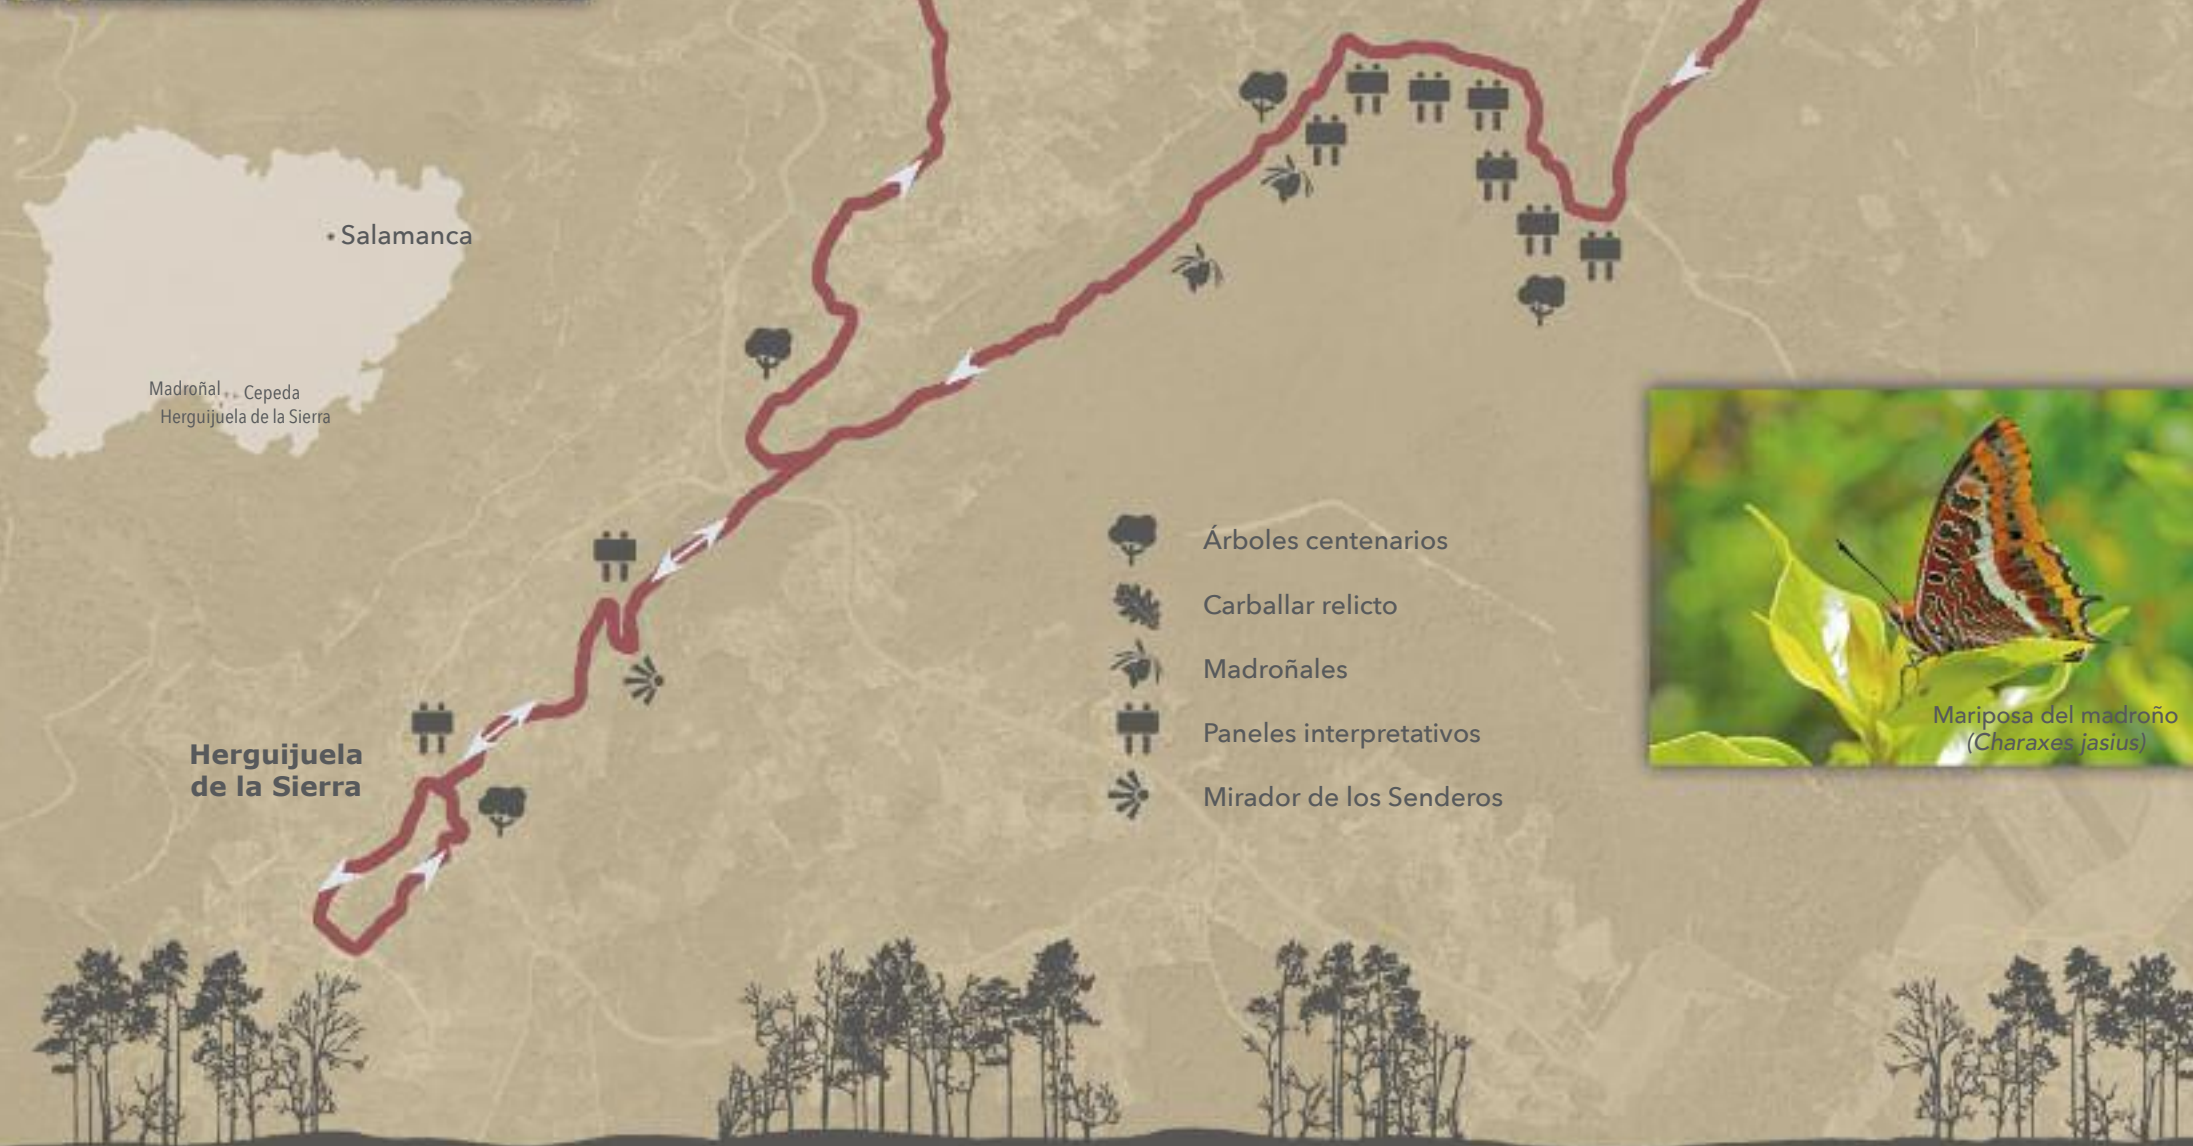 Salamanca
Madroñal
Cepeda
Herguijuela de la Sierra
Herguijuela
de la Sierra
Árboles centenarios
Carballar relicto
Madroñales
Paneles interpretativos
Mirador de los Senderos
Mariposa del madroño
(Charaxes jasius)